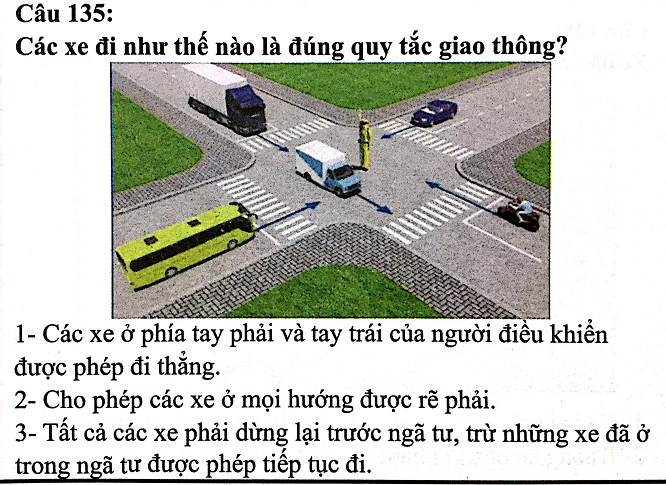 Câu 135:
Các xe đi như thế nào là đúng quy tắc giao thông?
1- Các xe ở phía tay phải và tay trái của người điều khiển
được phép đi thẳng.
2- Cho phép các xe ở mọi hướng được rẽ phải.
3- Tất cả các xe phải dừng lại trước ngã tư, trừ những xe đã ở
trong ngã tư được phép tiếp tục đi.